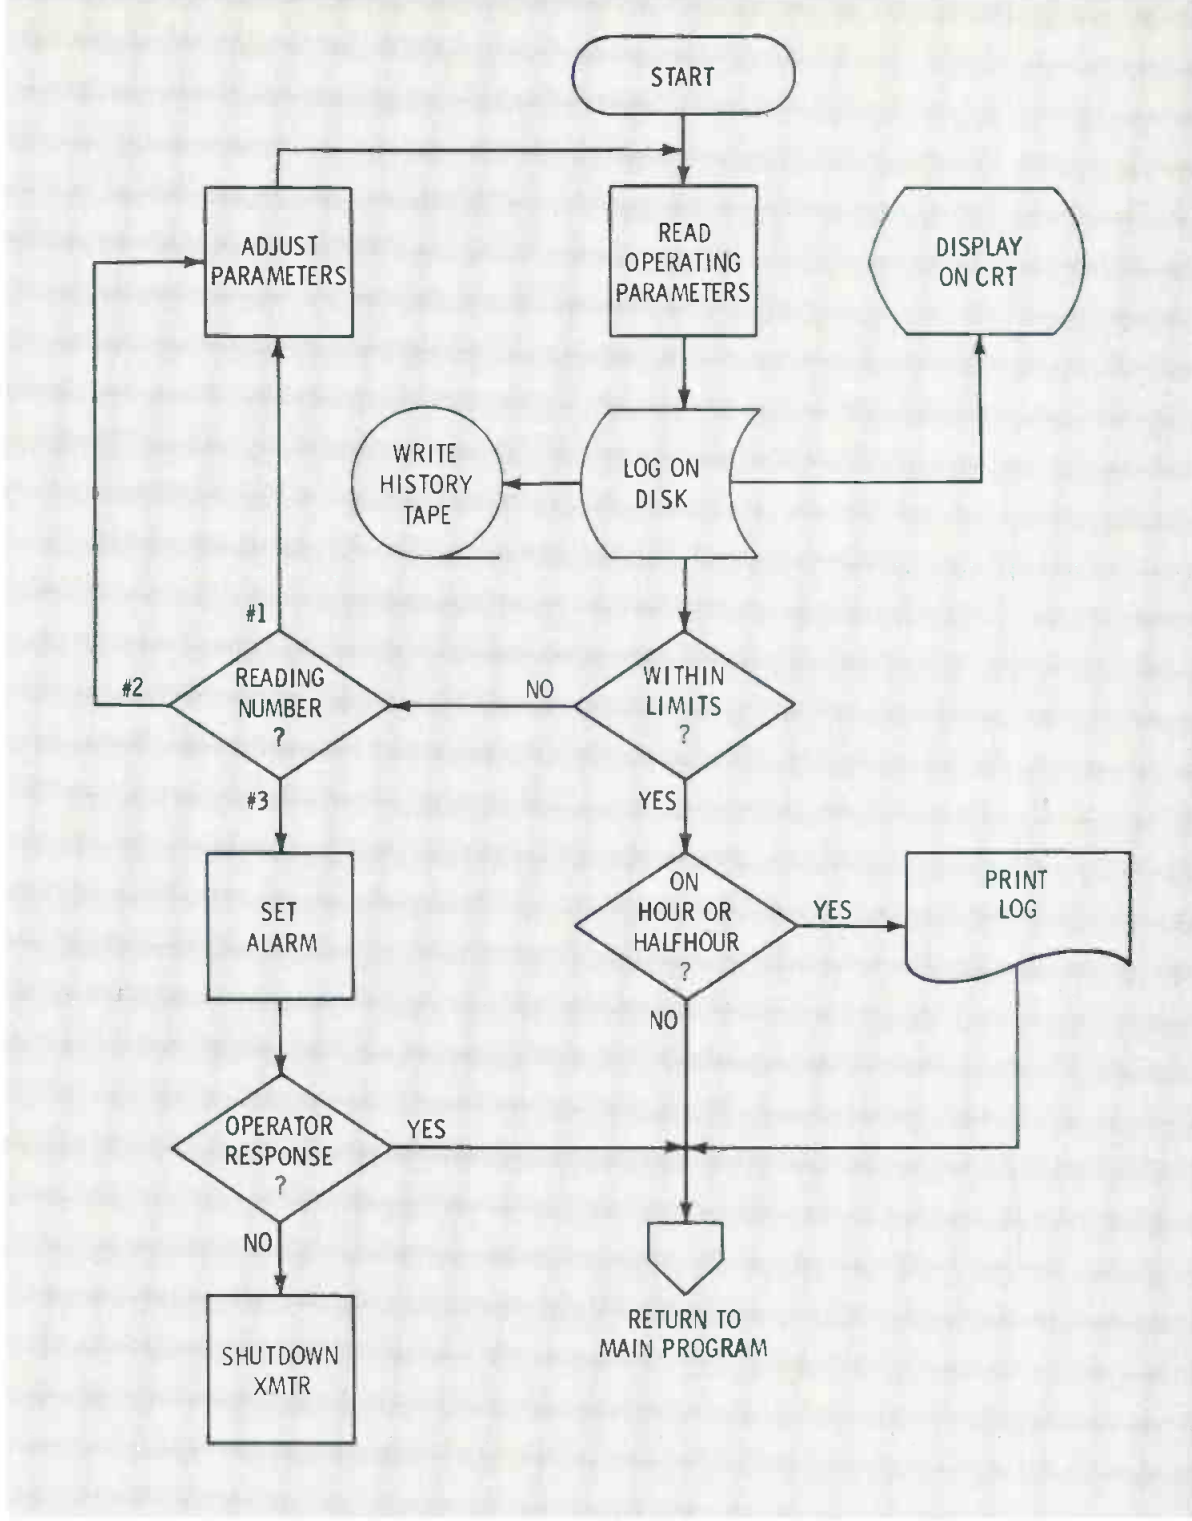 START
ADJUST
PARAMETERS
READ
OPERATING
PARAMETERS
DISPLAY
ON CRT
WRITE
HISTORY
TAPE
LOG ON
DISK
#1
READING
NUMBER
?
#2
NO
WITHIN
LIMITS
?
#3
YES
SET
ALARM
ON
HOUR OR
HALFHOUR
?
YES
PRINT
LOG
NO
OPERATOR
RESPONSE
?
YES
NO
RETURN TO
MAIN PROGRAM
SHUTDOWN
XMTR